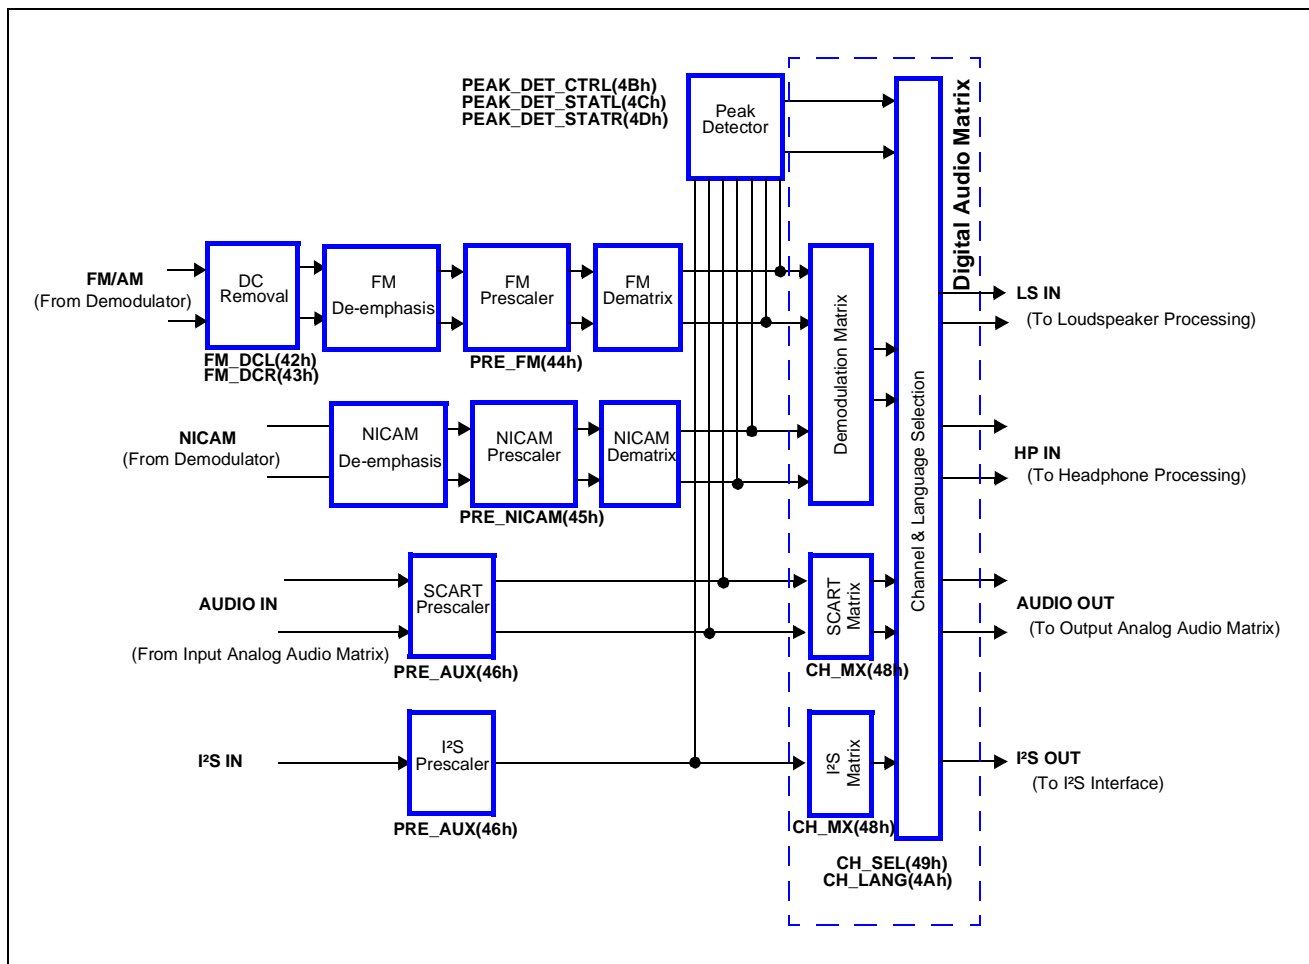 PEAK_DET_CTRL(4Bh)
PEAK_DET_STATL(4Ch)
PEAK_DET_STATR(4Dh)
Peak
Detector
Digital Audio Matrix
FM/AM
(From Demodulator)
DC
Removal
FM_DCL(42h)
FM_DCR(43h)
FM
De-emphasis
FM
Prescaler
PRE_FM(44h)
FM
Dematrix
Demodulation Matrix
Channel & Language Selection
LS IN
(To Loudspeaker Processing)
NICAM
(From Demodulator)
NICAM
De-emphasis
NICAM
Prescaler
PRE_NICAM(45h)
NICAM
Dematrix
HP IN
(To Headphone Processing)
AUDIO IN
(From Input Analog Audio Matrix)
SCART
Prescaler
PRE_AUX(46h)
SCART
Matrix
CH_MX(48h)
AUDIO OUT
(To Output Analog Audio Matrix)
I²S IN
I²S
Prescaler
PRE_AUX(46h)
I²S
Matrix
CH_MX(48h)
I²S OUT
(To I²S Interface)
CH_SEL(49h)
CH_LANG(4Ah)